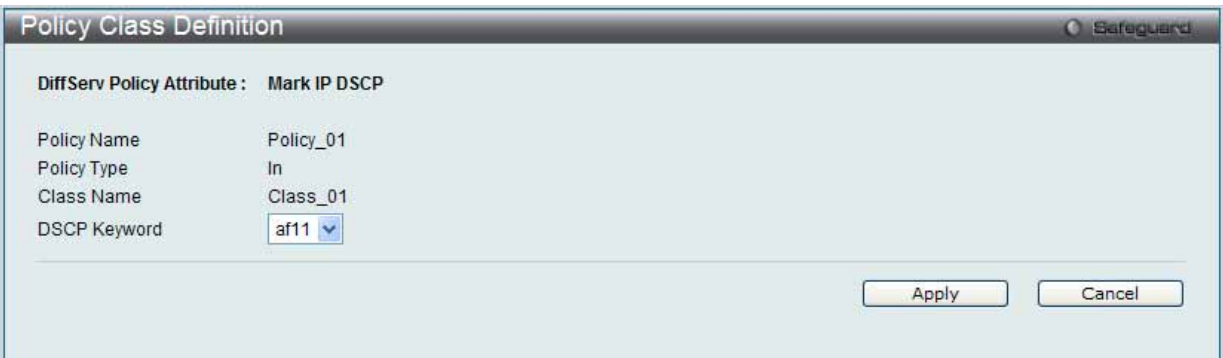 Policy Class Definition
Safeguard
DiffServ Policy Attribute : Mark IP DSCP
Policy Name Policy_01
Policy Type In
Class Name Class_01
DSCP Keyword af11
Apply Cancel